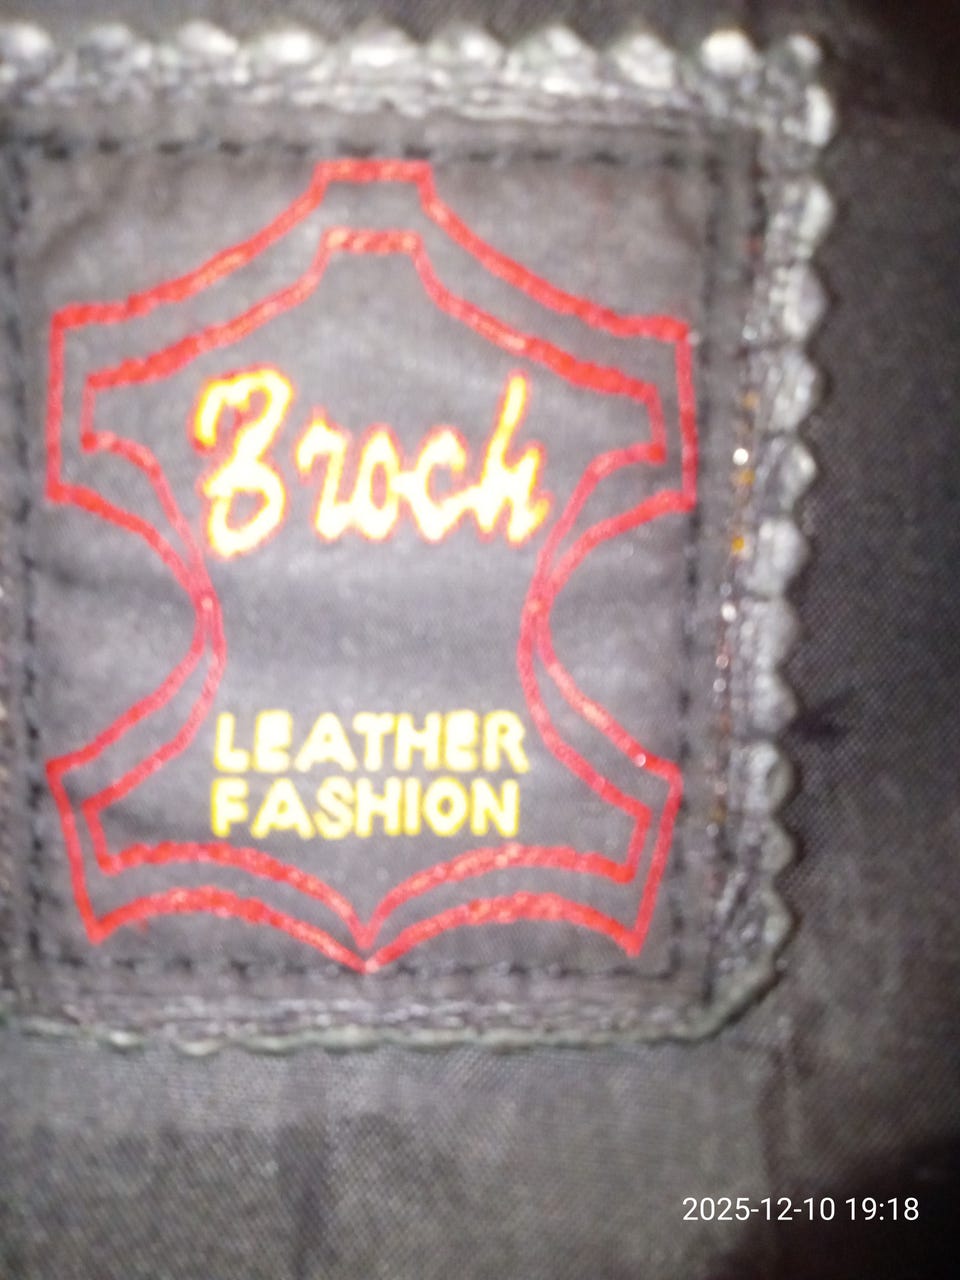 Broch
LEATHER
FASHION
2025-12-10 19:18